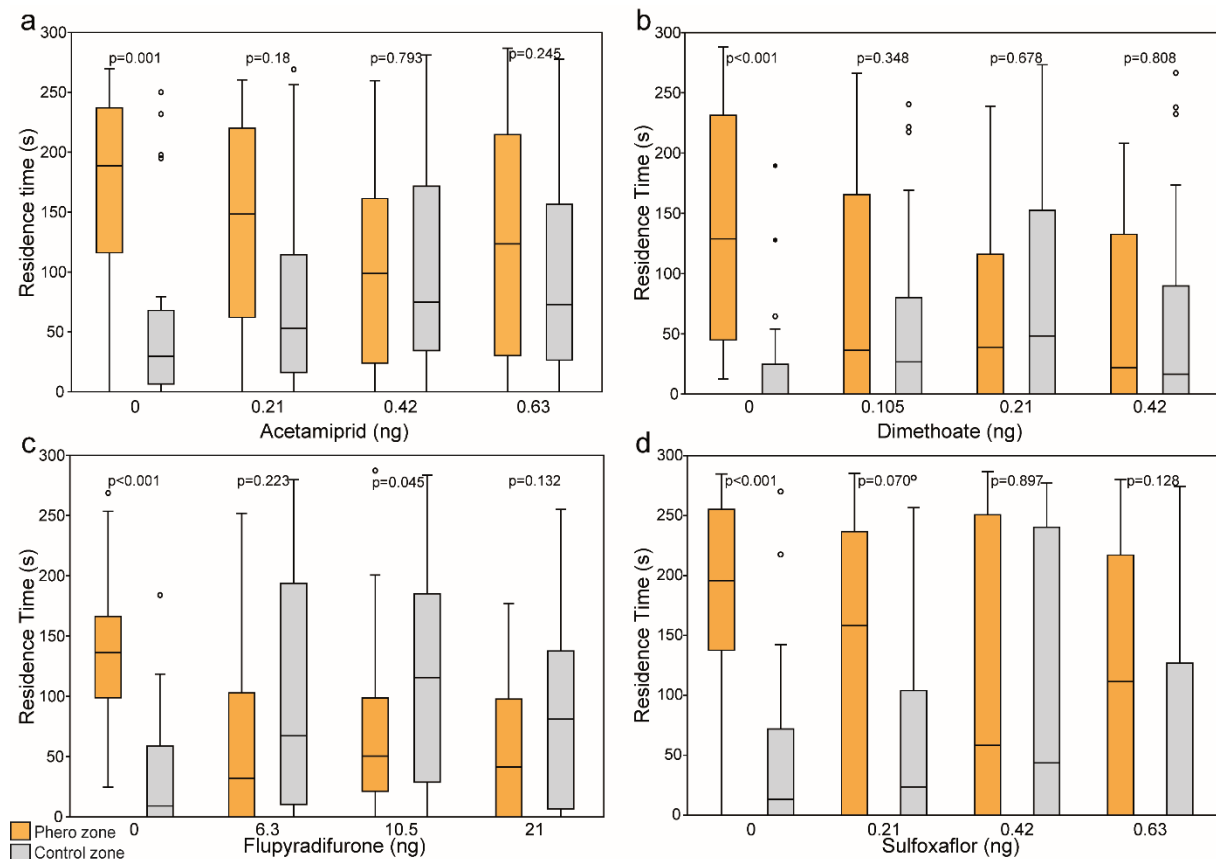 a
300
250
200
150
100
50
0
Residence time (s)
p=0.001
p=0.18
p=0.793
p=0.245
0
0.21
0.42
0.63
Acetamiprid (ng)
b
300
250
200
150
100
50
0
Residence Time (s)
p<0.001
p=0.348
p=0.678
p=0.808
0
0.105
0.21
0.42
Dimethoate (ng)
c
300
250
200
150
100
50
0
Residence Time (s)
p<0.001
p=0.223
p=0.045
p=0.132
0
6.3
10.5
21
Flupyradifurone (ng)
Phero zone
Control zone
d
300
250
200
150
100
50
0
Residence Time (s)
p<0.001
p=0.070
p=0.897
p=0.128
0
0.21
0.42
0.63
Sulfoxaflor (ng)